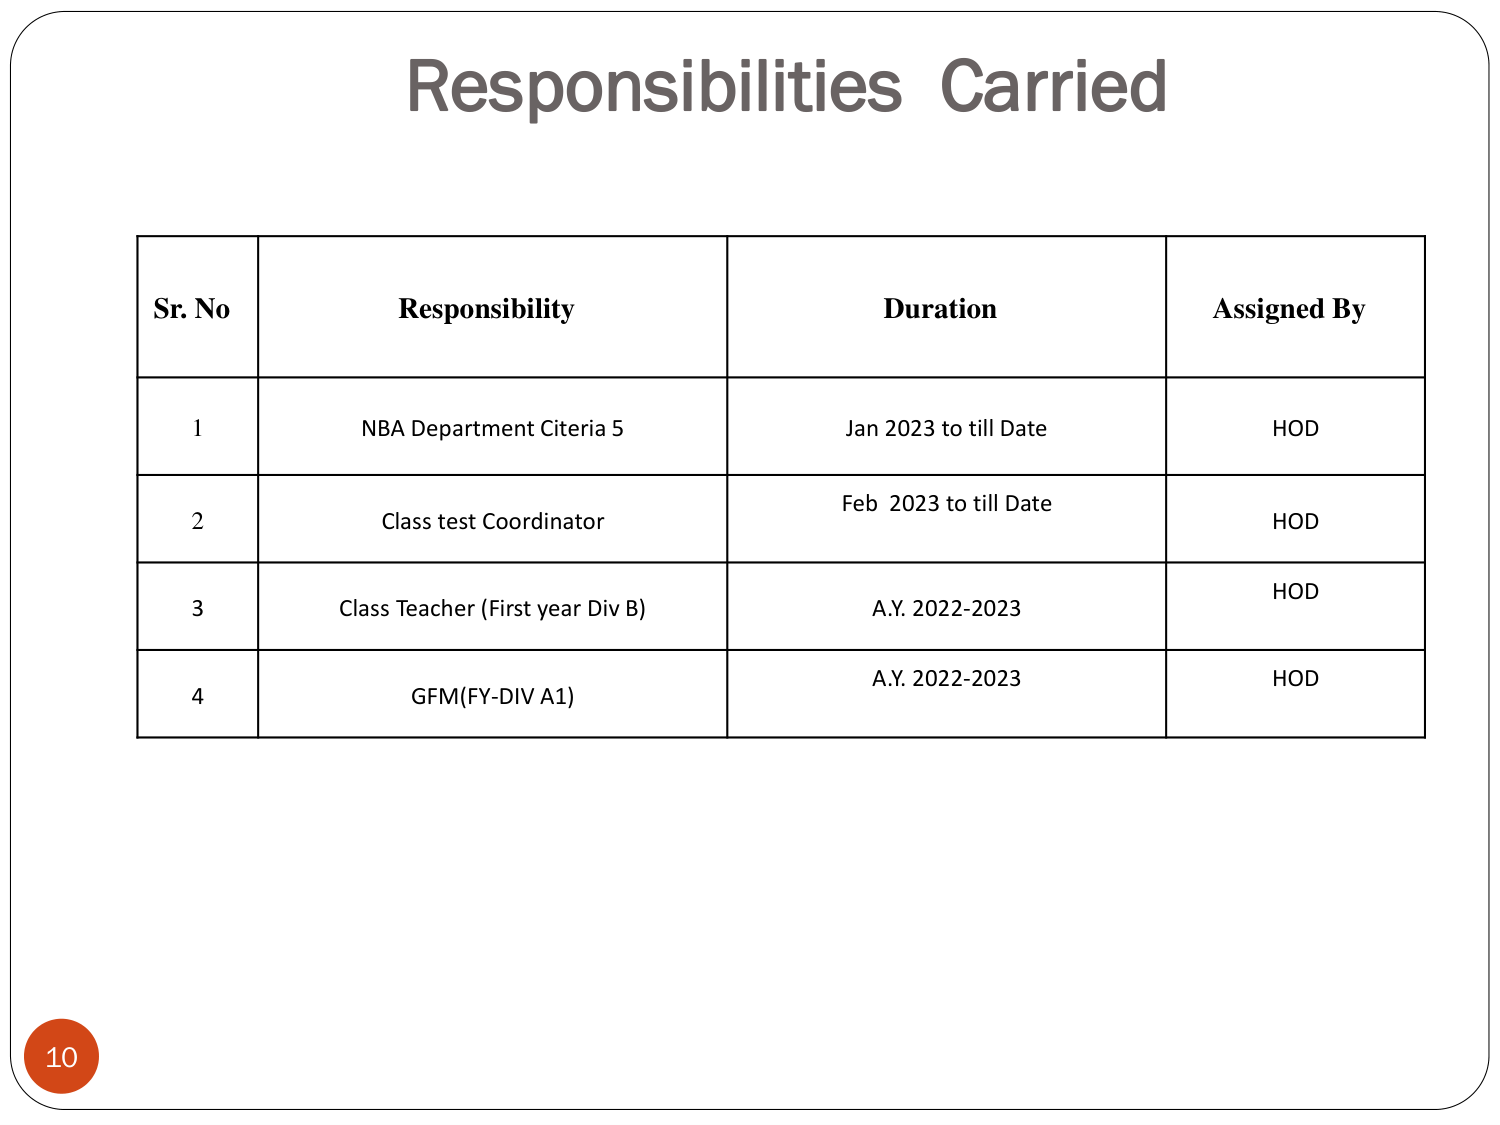 Responsibilities  Carried
Sr. No Responsibility Duration Assigned By
1 NBA Department Citeria 5 Jan 2023 to till Date HOD
2 Class test Coordinator Feb  2023 to till Date HOD
3 Class Teacher (First year Div B) A.Y. 2022-2023 HOD
4 GFM(FY-DIV A1) A.Y. 2022-2023 HOD
10